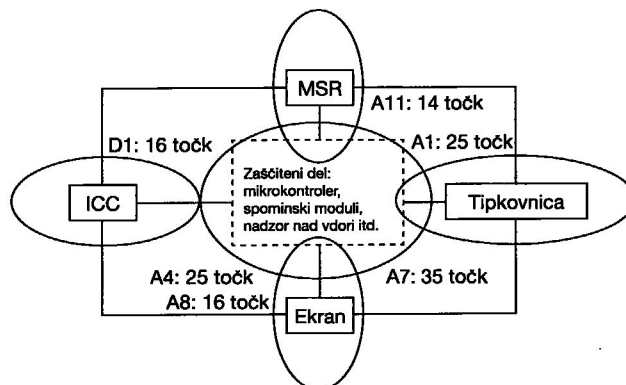 MSR
A11: 14 točk
D1: 16 točk
A1: 25 točk
Zaščiteni del:
mikrokontroler,
spominski moduli,
nadzor nad vdori itd.
ICC
Tipkovnica
A4: 25 točk
A7: 35 točk
A8: 16 točk
Ekran